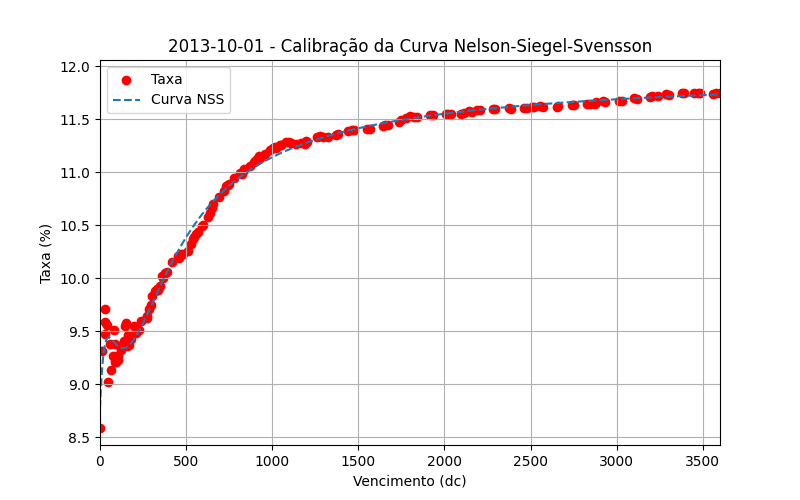 2013-10-01 - Calibração da Curva Nelson-Siegel-Svensson
Taxa
Curva NSS
Taxa (%)
12.0
11.5
11.0
10.5
10.0
9.5
9.0
8.5
0 500 1000 1500 2000 2500 3000 3500
Vencimento (dc)